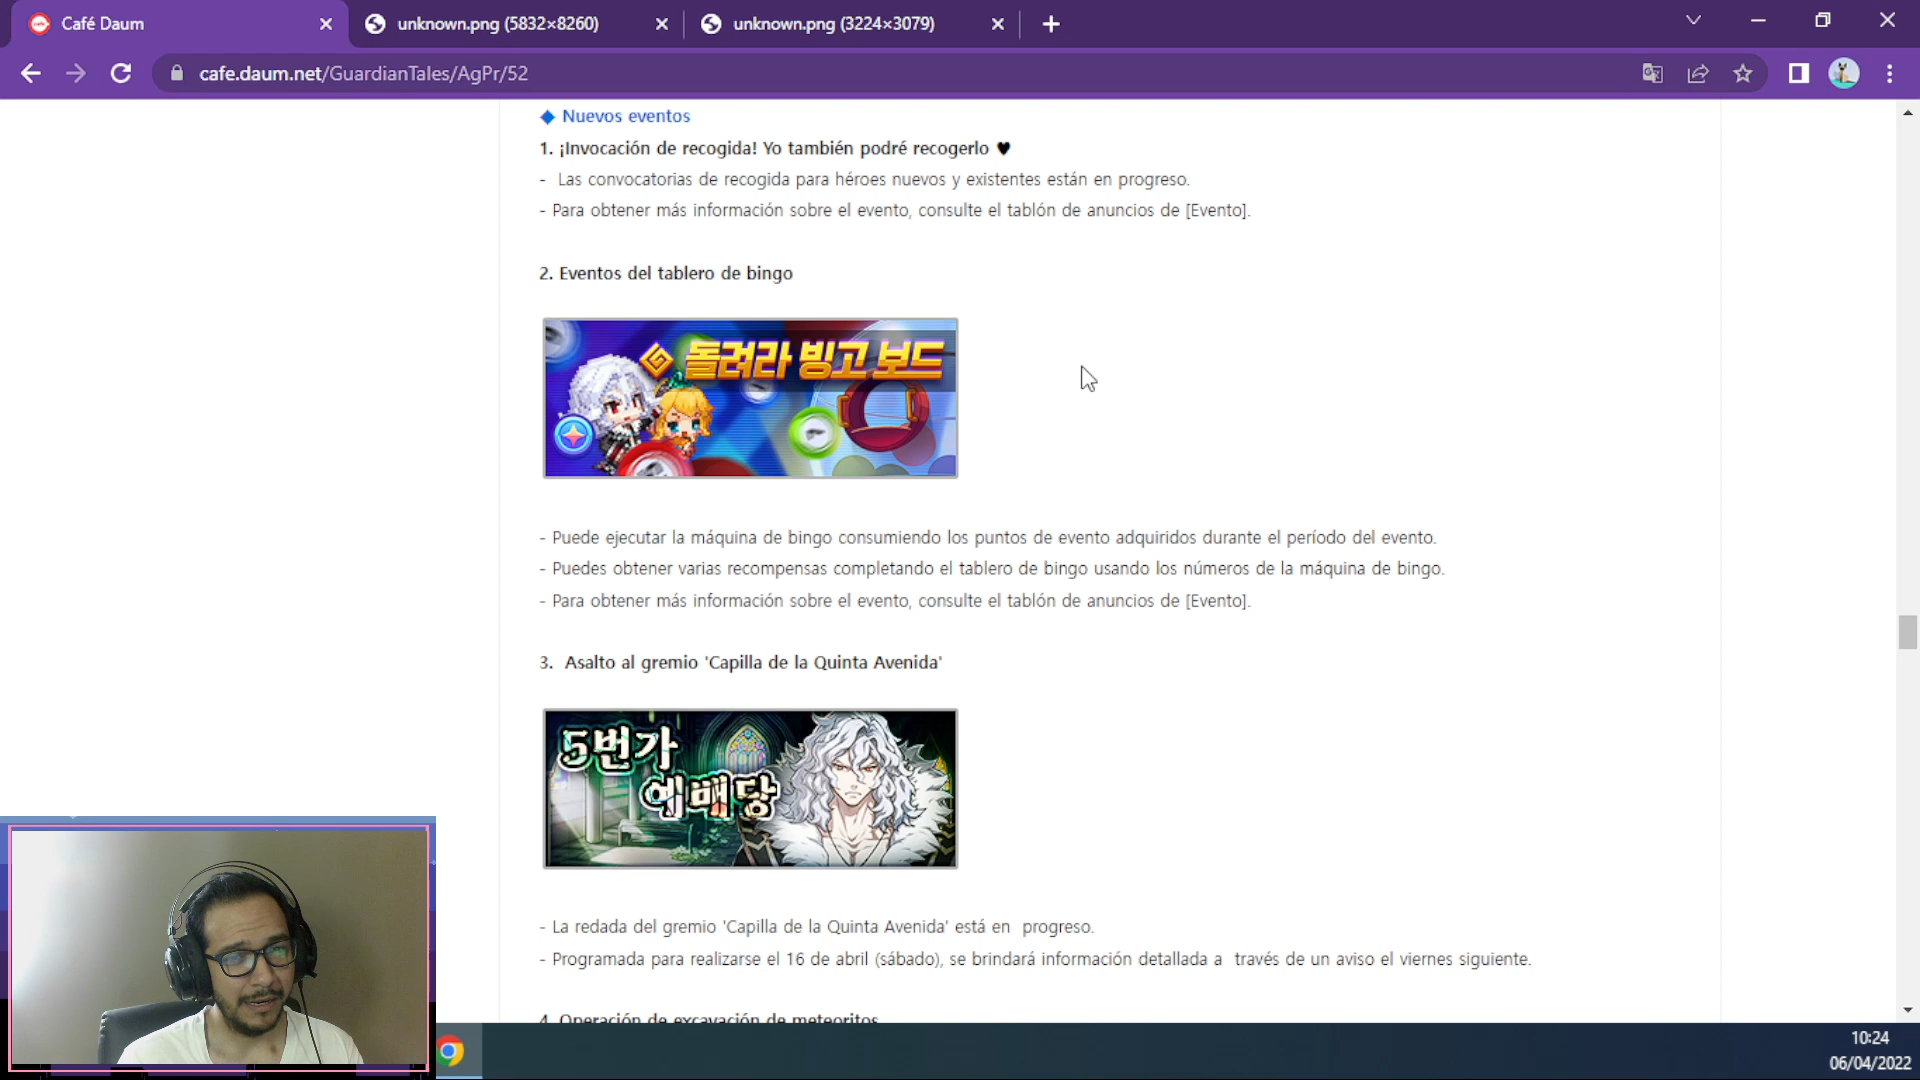 Café Daum
unknown.png (5832×8260)
unknown.png (3224×3079)
cafe.daum.net/GuardianTales/AgPr/52
◆ Nuevos eventos
1. ¡Invocación de recogida! Yo también podré recogerlo ♥
- Las convocatorias de recogida para héroes nuevos y existentes están en progreso.
- Para obtener más información sobre el evento, consulte el tablón de anuncios de [Evento].
2. Eventos del tablero de bingo
돌려라 빙고 보드
- Puede ejecutar la máquina de bingo consumiendo los puntos de evento adquiridos durante el período del evento.
- Puedes obtener varias recompensas completando el tablero de bingo usando los números de la máquina de bingo.
- Para obtener más información sobre el evento, consulte el tablón de anuncios de [Evento].
3. Asalto al gremio 'Capilla de la Quinta Avenida'
5번가
예배당
- La redada del gremio 'Capilla de la Quinta Avenida' está en progreso.
- Programada para realizarse el 16 de abril (sábado), se brindará información detallada a través de un aviso el viernes siguiente.
4. Operación de excavación de meteoritos
10:24
06/04/2022